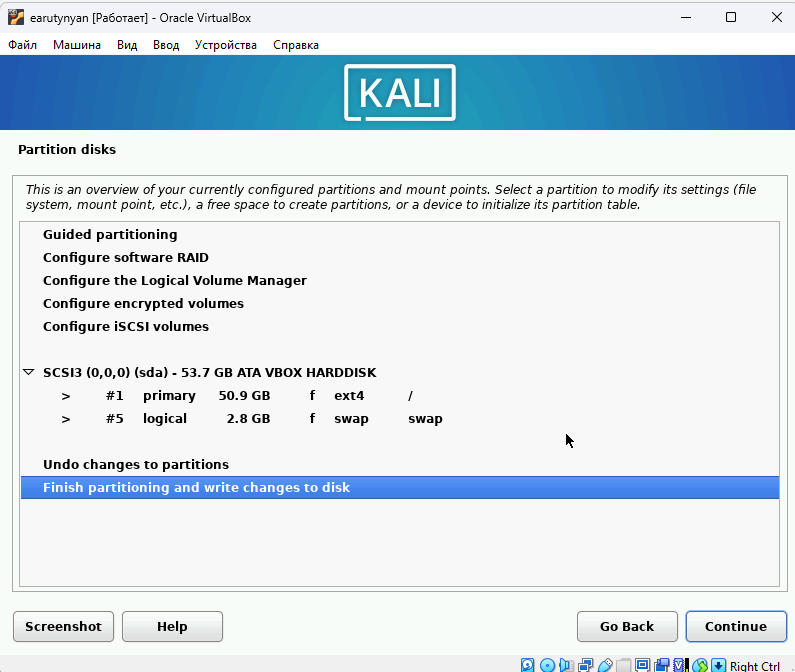 earutynyan [Работает] - Oracle VirtualBox
Файл Машина Вид Ввод Устройства Справка
KALI
Partition disks
This is an overview of your currently configured partitions and mount points. Select a partition to modify its settings (file
system, mount point, etc.), a free space to create partitions, or a device to initialize its partition table.
Guided partitioning
Configure software RAID
Configure the Logical Volume Manager
Configure encrypted volumes
Configure iSCSI volumes
SCSI3 (0,0,0) (sda) - 53.7 GB ATA VBOX HARDDISK
> #1 primary 50.9 GB f ext4 /
> #5 logical 2.8 GB f swap swap
Undo changes to partitions
Finish partitioning and write changes to disk
Screenshot Help Go Back Continue
Right Ctrl